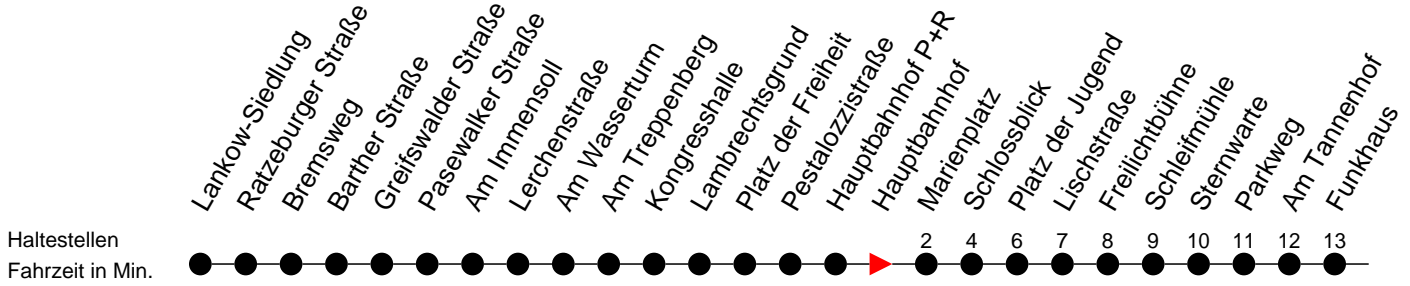 Lankow-Siedlung
Ratzeburger Straße
Bremsweg
Barther Straße
Greifswalder Straße
Pasewalker Straße
Am Immensoll
Lerchenstraße
Am Wasserturm
Am Treppenberg
Kongresshalle
Lambrechtsgrund
Platz der Freiheit
Pestalozzistraße
Hauptbahnhof P+R
Hauptbahnhof
Marienplatz
Schlossblick
Platz der Jugend
Lischstraße
Freilichtbühne
Schleifmühle
Sternwarte
Parkweg
Am Tannenhof
Funkhaus
Haltestellen
2 4 6 7 8 9 10 11 12 13
Fahrzeit in Min.